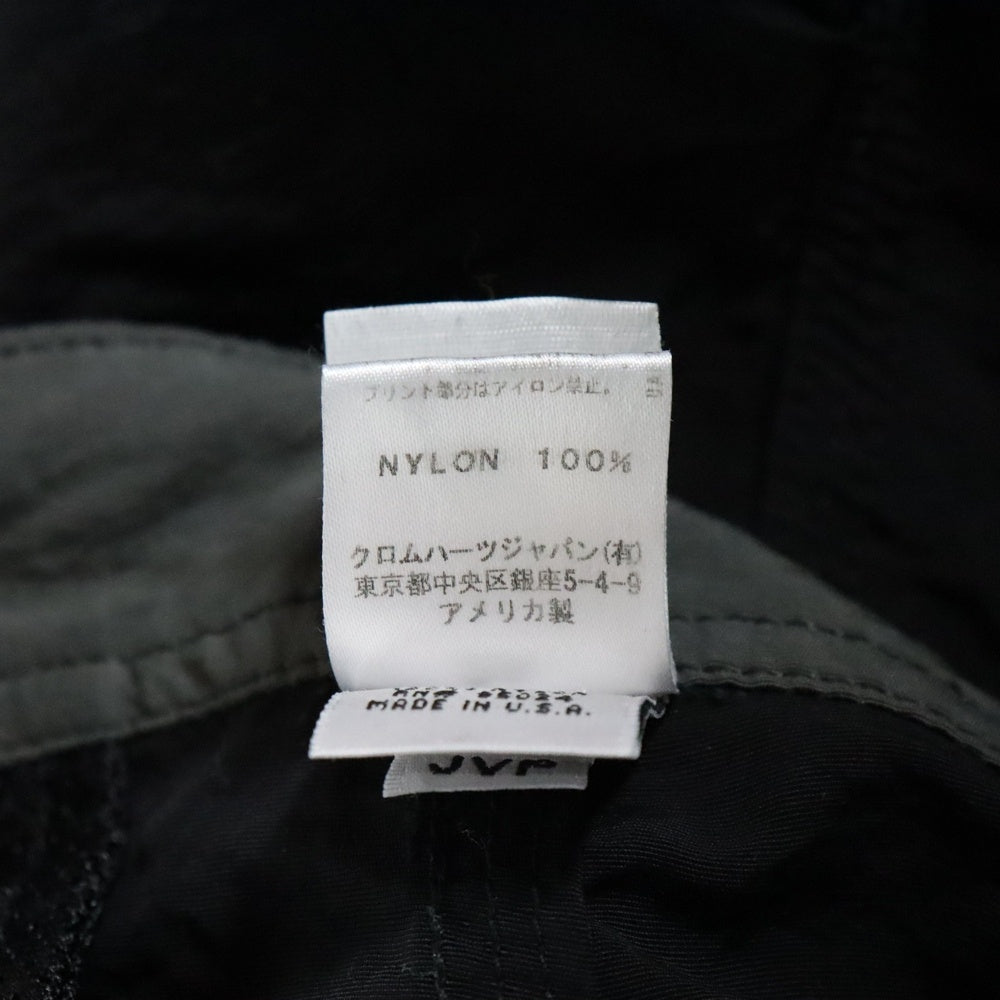 プリント部分はアイロン禁止。
NYLON 100%
クロムハーツジャパン(有)
東京都中央区銀座5-4-9
アメリカ製
MADE IN U.S.A.